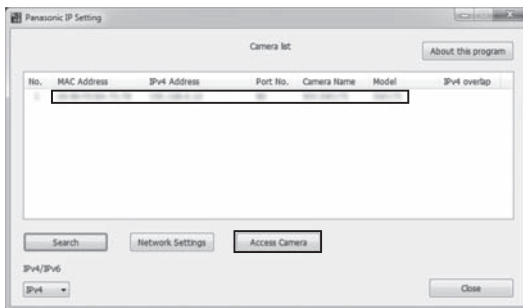 Panasonic IP Setting
Camera list
About this program
No. MAC Address IPv4 Address Port No. Camera Name Model IPv4 overlap
Search Network Settings Access Camera
IPv4/IPv6
IPv4 Close